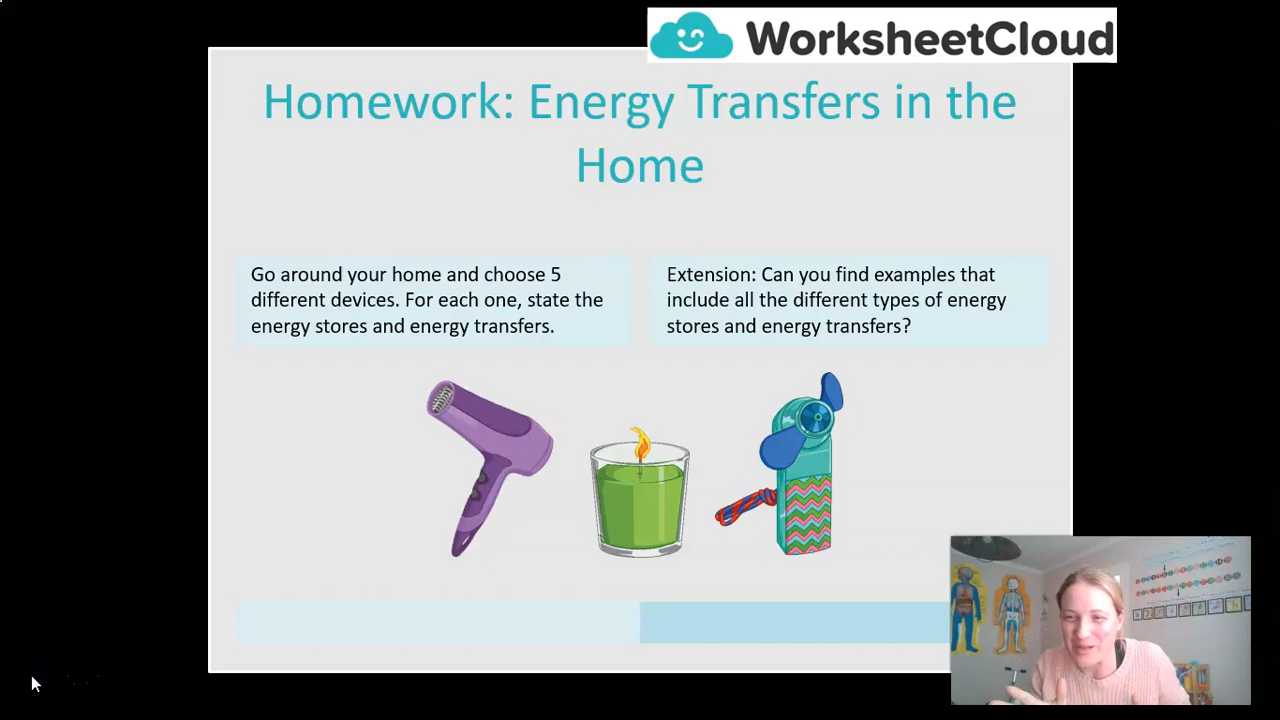 WorksheetCloud
Homework: Energy Transfers in the
Home
Go around your home and choose 5
different devices. For each one, state the
energy stores and energy transfers.
Extension: Can you find examples that
include all the different types of energy
stores and energy transfers?